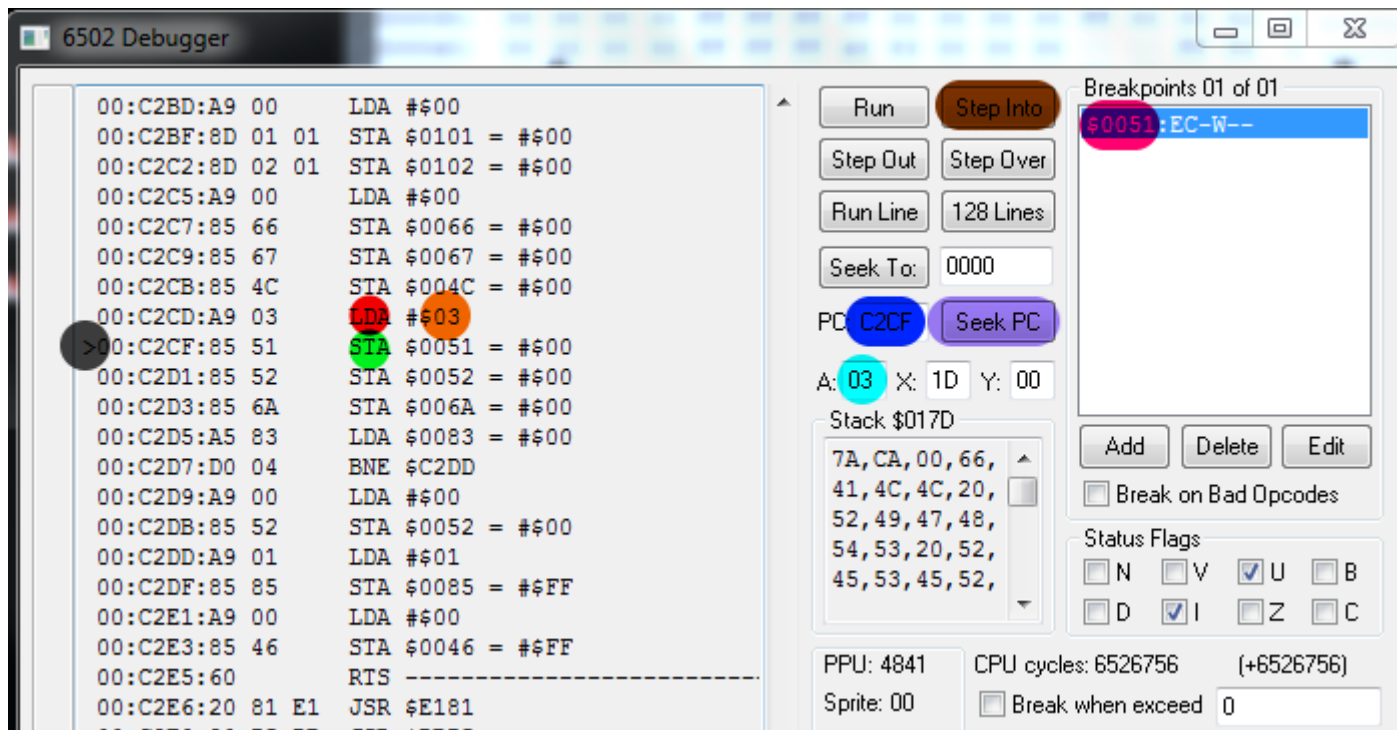 6502 Debugger
00:C2BD:A9 00 LDA #$00
00:C2BF:8D 01 01 STA $0101 = #$00
00:C2C2:8D 02 01 STA $0102 = #$00
00:C2C5:A9 00 LDA #$00
00:C2C7:85 66 STA $0066 = #$00
00:C2C9:85 67 STA $0067 = #$00
00:C2CB:85 4C STA $004C = #$00
00:C2CD:A9 03 LDA #$03
>00:C2CF:85 51 STA $0051 = #$00
00:C2D1:85 52 STA $0052 = #$00
00:C2D3:85 6A STA $006A = #$00
00:C2D5:A5 83 LDA $0083 = #$00
00:C2D7:D0 04 BNE $C2DD
00:C2D9:A9 00 LDA #$00
00:C2DB:85 52 STA $0052 = #$00
00:C2DD:A9 01 LDA #$01
00:C2DF:85 85 STA $0085 = #$FF
00:C2E1:A9 00 LDA #$00
00:C2E3:85 46 STA $0046 = #$FF
00:C2E5:60 RTS --------------------------
00:C2E6:20 81 E1 JSR $E181
Run Step Into
Step Out Step Over
Run Line 128 Lines
Seek To: 0000
PC: C2CF Seek PC
A: 03 X: 1D Y: 00
Stack $017D
7A,CA,00,66,
41,4C,4C,20,
52,49,47,48,
54,53,20,52,
45,53,45,52,
Breakpoints 01 of 01
$0051:EC-W--
Add Delete Edit
Break on Bad Opcodes
Status Flags
N V U B
D I Z C
PPU: 4841 CPU cycles: 6526756 (+6526756)
Sprite: 00 Break when exceed 0